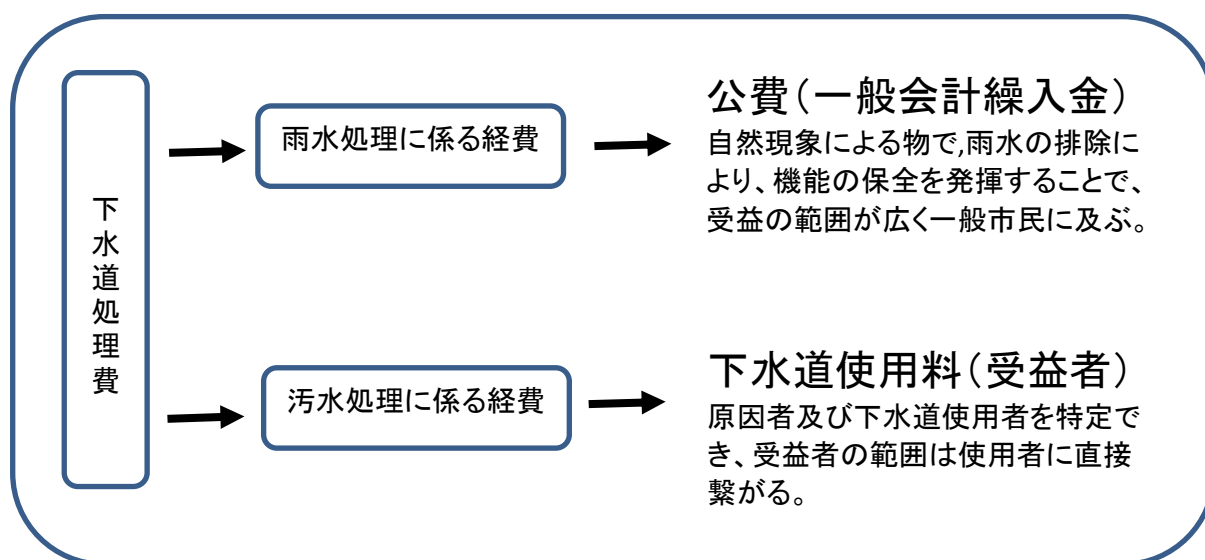 下水道処理費
雨水処理に係る経費
公費(一般会計繰入金)
自然現象による物で,雨水の排除に
より、機能の保全を発揮することで、
受益の範囲が広く一般市民に及ぶ。
汚水処理に係る経費
下水道使用料(受益者)
原因者及び下水道使用者を特定で
き、受益者の範囲は使用者に直接
繋がる。